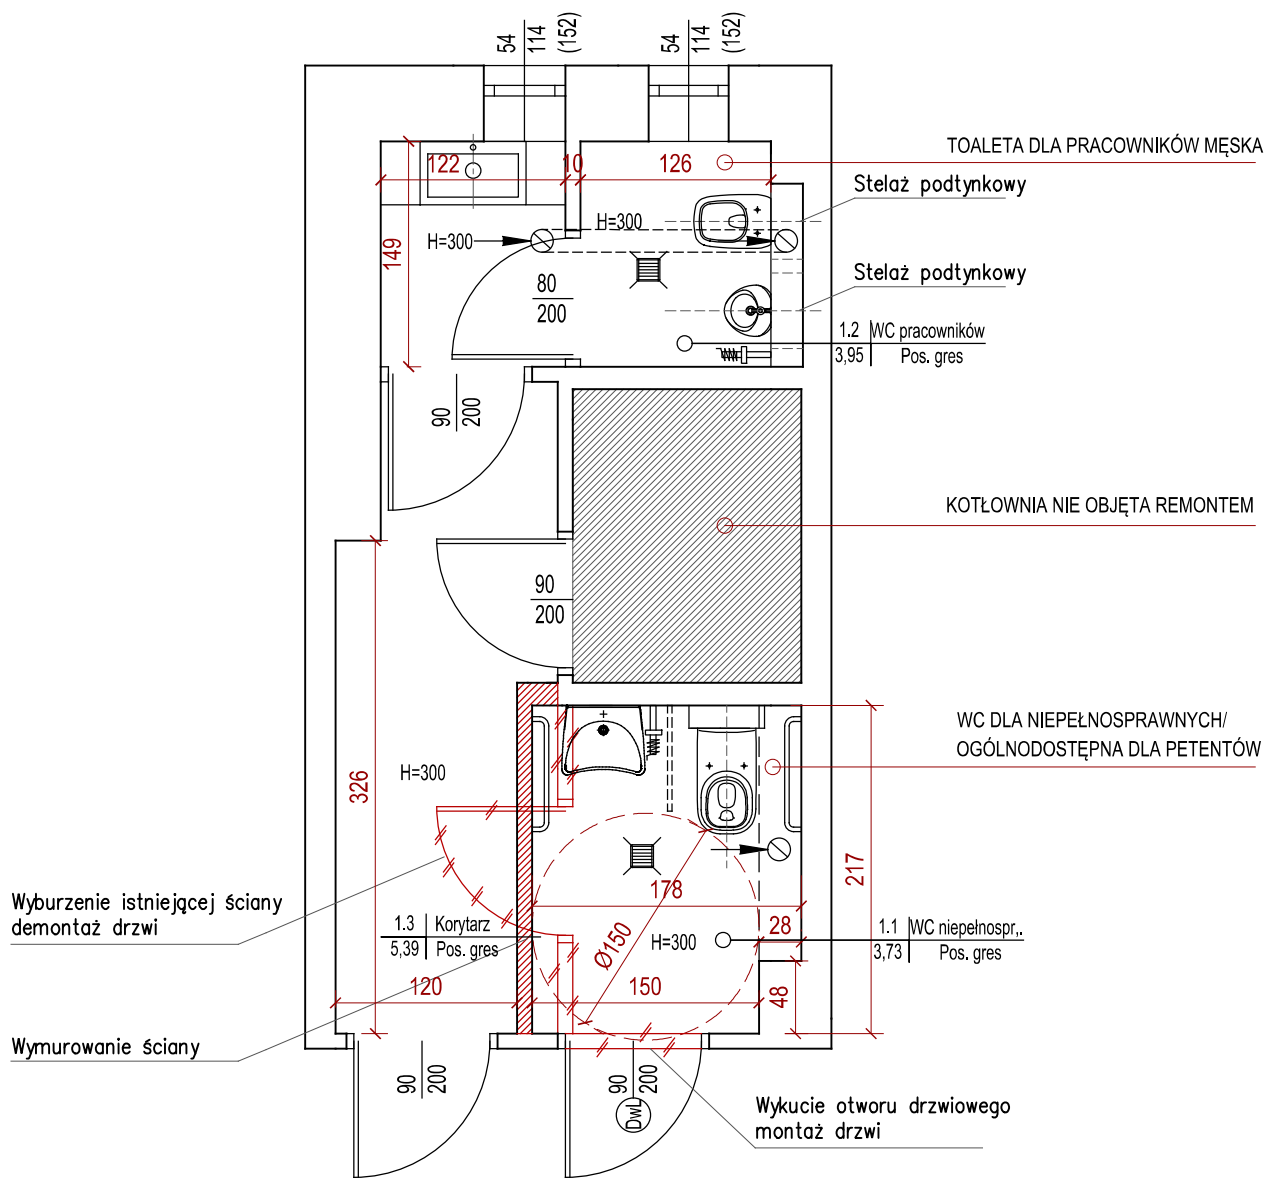 54
114
(152)
54
114
(152)
TOALETA DLA PRACOWNIKÓW MĘSKA
122
10
126
Stelaż podtynkowy
H=300
H=300
149
Stelaż podtynkowy
80
200
1.2 WC pracowników
3,95 Pos. gres
90
200
KOTŁOWNIA NIE OBJĘTA REMONTEM
90
200
WC DLA NIEPEŁNOSPRAWNYCH/
OGÓLNODOSTĘPNA DLA PETENTÓW
326
H=300
217
178
Wyburzenie istniejącej ściany
demontaż drzwi
1.3 Korytarz
5,39 Pos. gres
Ø150
H=300
28
1.1 WC niepełnospr,.
3,73 Pos. gres
120
150
48
Wymurowanie ściany
90
200
90
200
DwL
Wykucie otworu drzwiowego
montaż drzwi